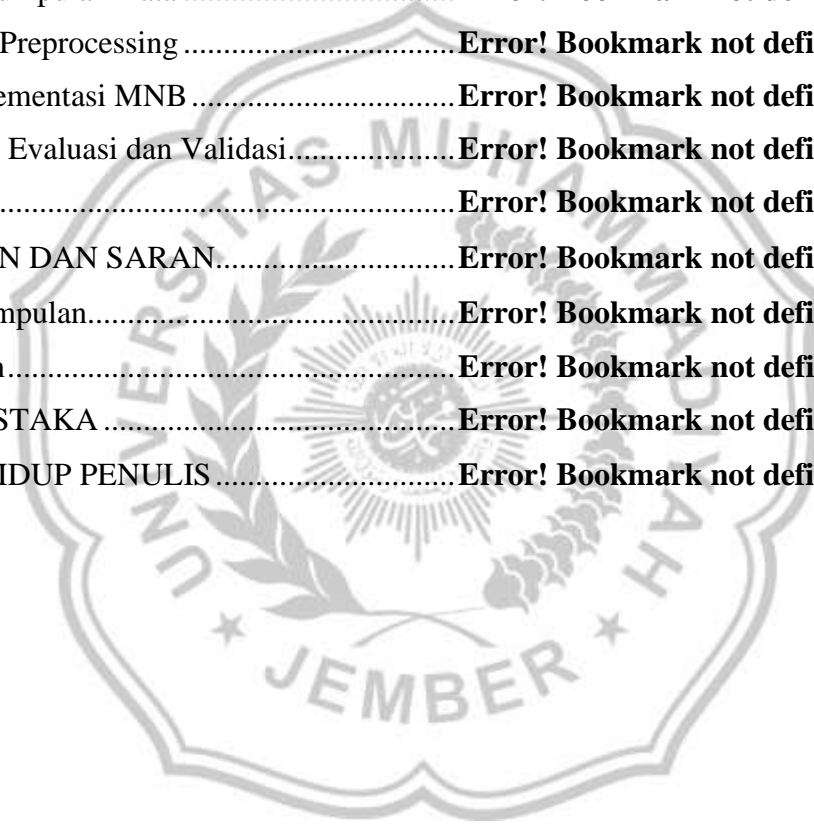 Preprocessing ................................ Error! Bookmark not defi
ementasi MNB ............................... Error! Bookmark not defi
Evaluasi dan Validasi.................... Error! Bookmark not defi
...................................................... Error! Bookmark not defi
N DAN SARAN............................ Error! Bookmark not defi
mpulan........................................... Error! Bookmark not defi
n..................................................... Error! Bookmark not defi
STAKA ......................................... Error! Bookmark not defi
IDUP PENULIS ............................ Error! Bookmark not defi
UNIVERSITAS MUHAMMADIYAH
JEMBER